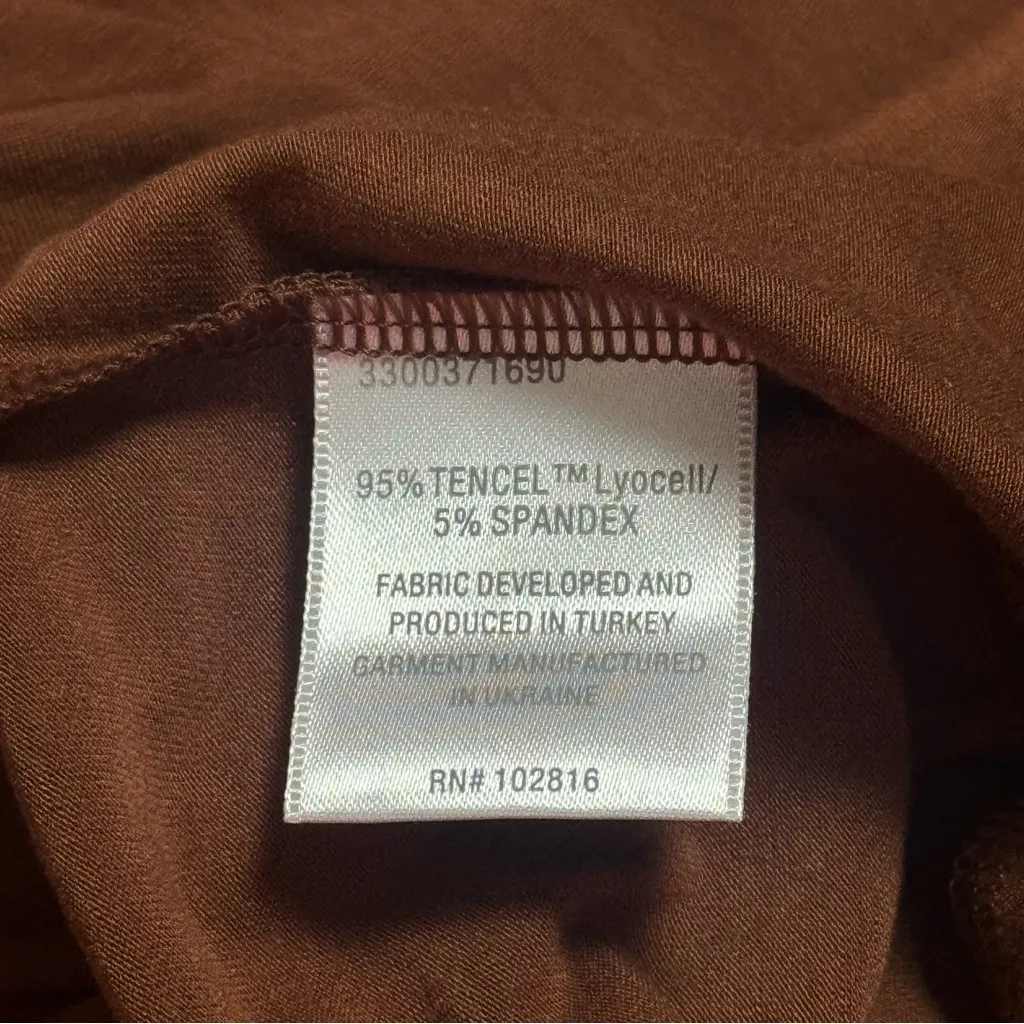 3300371690
95% TENCEL™ Lyocell/
5% SPANDEX
FABRIC DEVELOPED AND
PRODUCED IN TURKEY
GARMENT MANUFACTURED
IN UKRAINE
RN# 102816